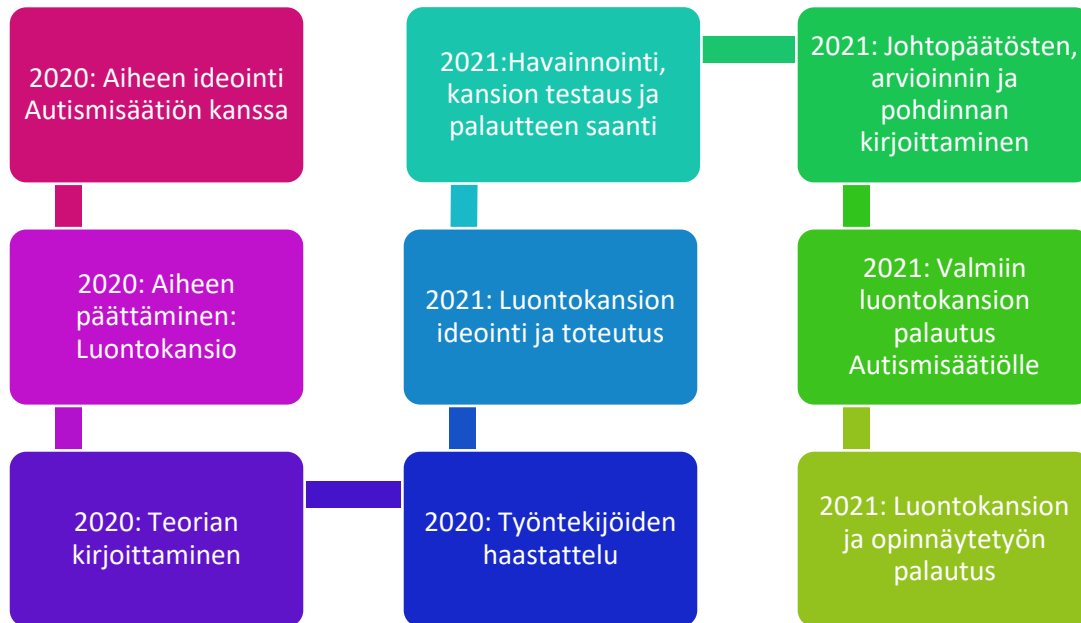 2020: Aiheen ideointi
Autismisäätiön kanssa
2020: Aiheen
päättäminen:
Luontokansio
2020: Teorian
kirjoittaminen
2020: Työntekijöiden
haastattelu
2021: Luontokansion
ideointi ja toteutus
2021:Havainnointi,
kansion testaus ja
palautteen saanti
2021: Johtopäätösten,
arvioinnin ja
pohdinnan
kirjoittaminen
2021: Valmiin
luontokansion
palautus
Autismisäätiölle
2021: Luontokansion
ja opinnäytetyön
palautus